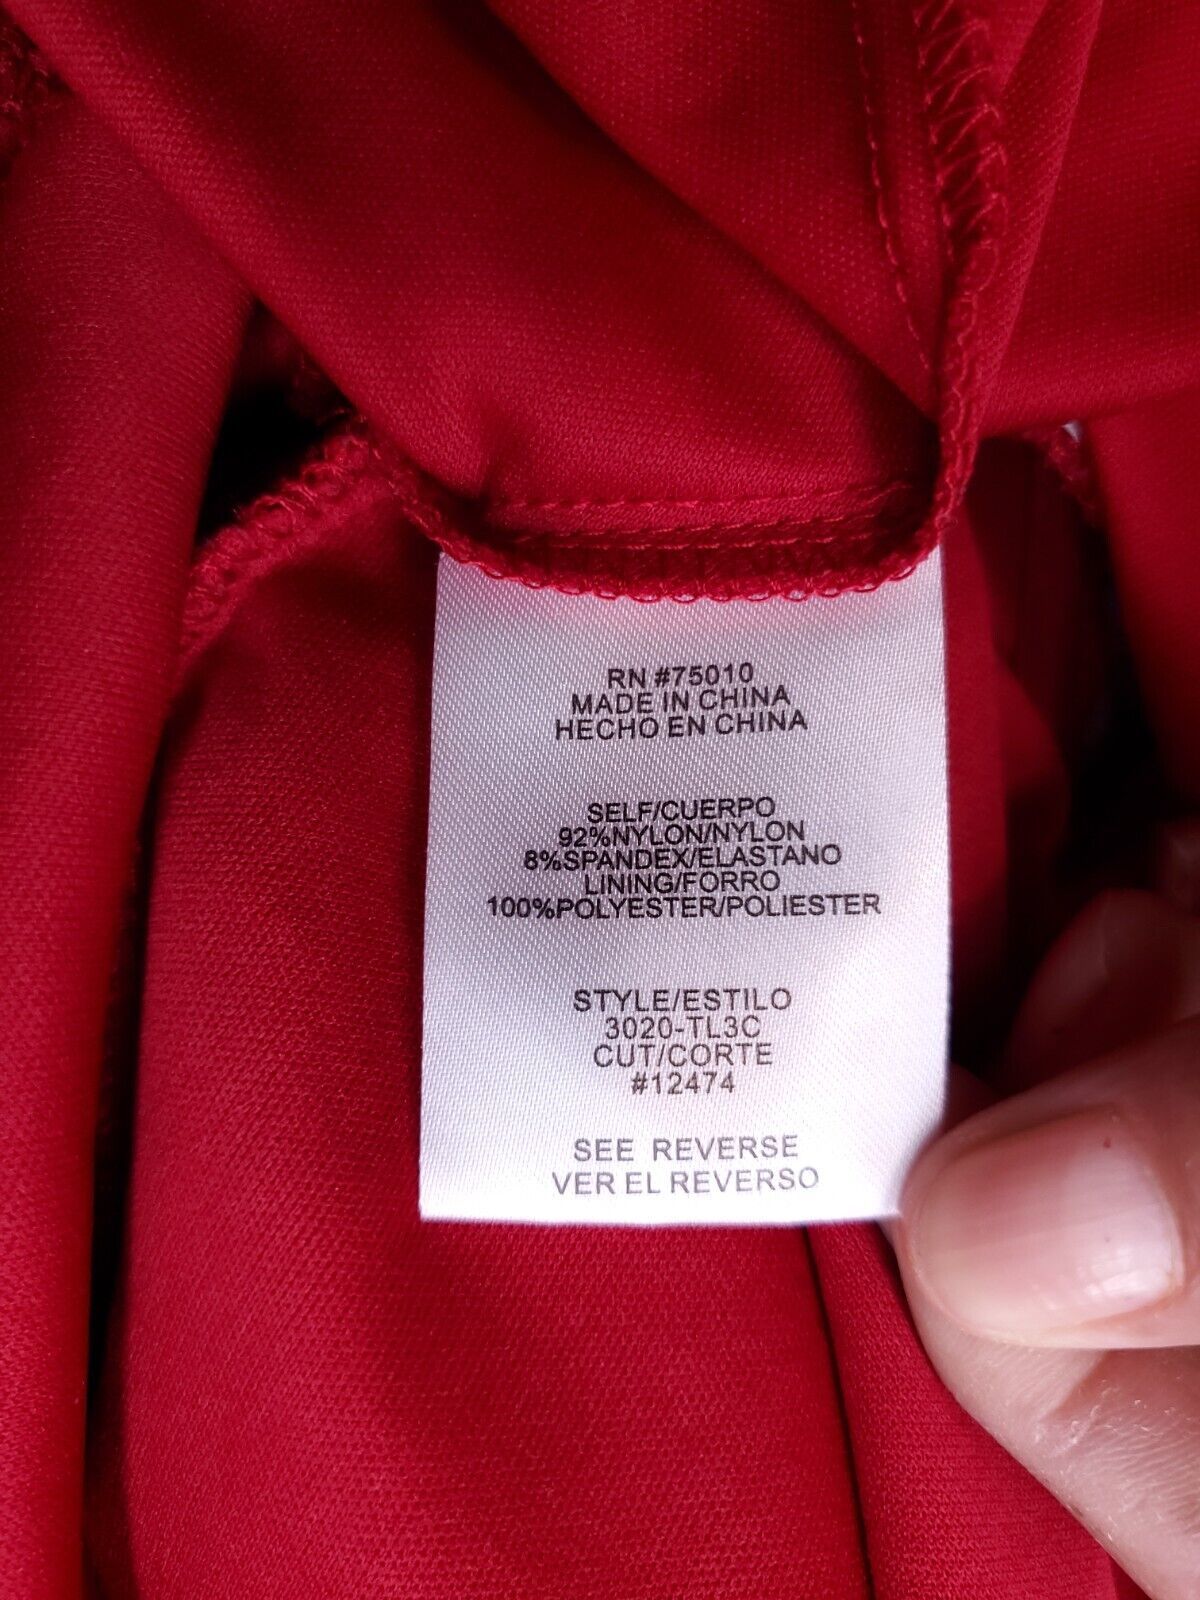 RN #75010
MADE IN CHINA
HECHO EN CHINA
SELF/CUERPO
92%NYLON/NYLON
8%SPANDEX/ELASTANO
LINING/FORRO
100%POLYESTER/POLIESTER
STYLE/ESTILO
3020-TL3C
CUT/CORTE
#12474
SEE REVERSE
VER EL REVERSO